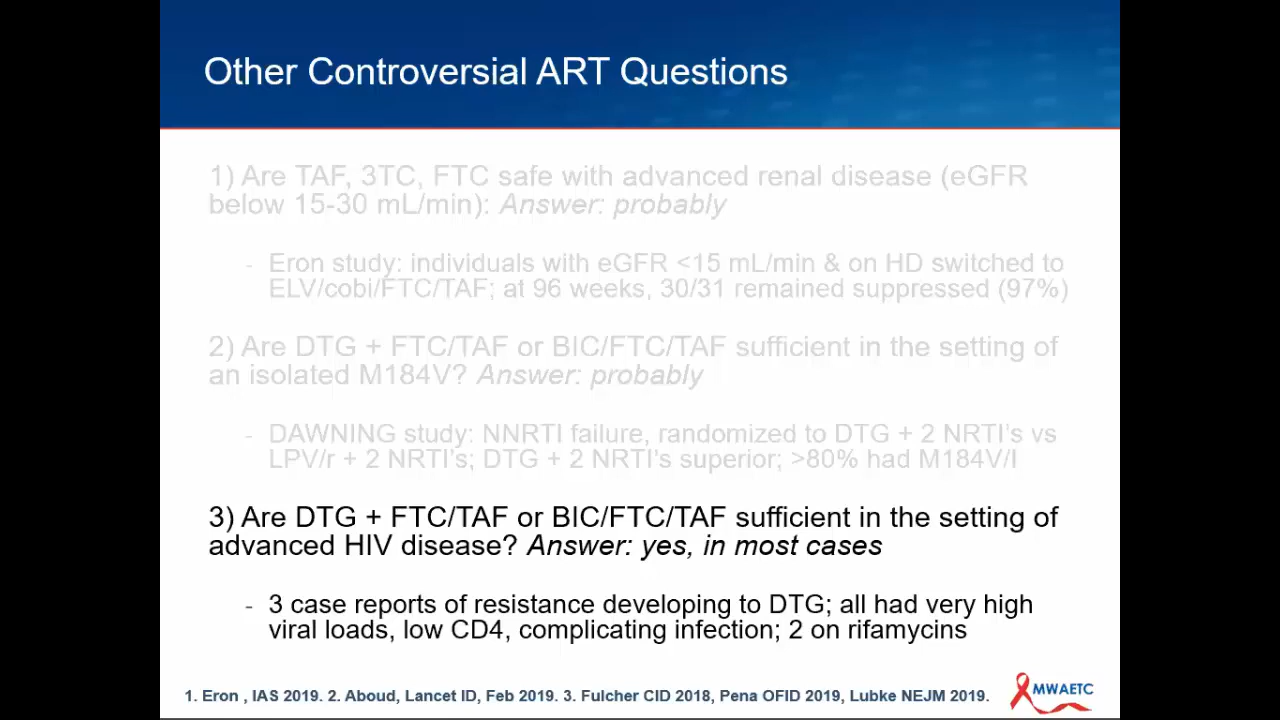 Other Controversial ART Questions
1) Are TAF, 3TC, FTC safe with advanced renal disease (eGFR
below 15-30 mL/min): Answer: probably
- Eron study: individuals with eGFR <15 mL/min & on HD switched to
ELV/cobi/FTC/TAF; at 96 weeks, 30/31 remained suppressed (97%)
2) Are DTG + FTC/TAF or BIC/FTC/TAF sufficient in the setting of
an isolated M184V? Answer: probably
- DAWNING study: NNRTI failure, randomized to DTG + 2 NRTI's vs
LPV/r + 2 NRTI's; DTG + 2 NRTI's superior; >80% had M184V/I
3) Are DTG + FTC/TAF or BIC/FTC/TAF sufficient in the setting of
advanced HIV disease? Answer: yes, in most cases
- 3 case reports of resistance developing to DTG; all had very high
viral loads, low CD4, complicating infection; 2 on rifamycins
1. Eron , IAS 2019. 2. Aboud, Lancet ID, Feb 2019. 3. Fulcher CID 2018, Pena OFID 2019, Lubke NEJM 2019.
MWAETC